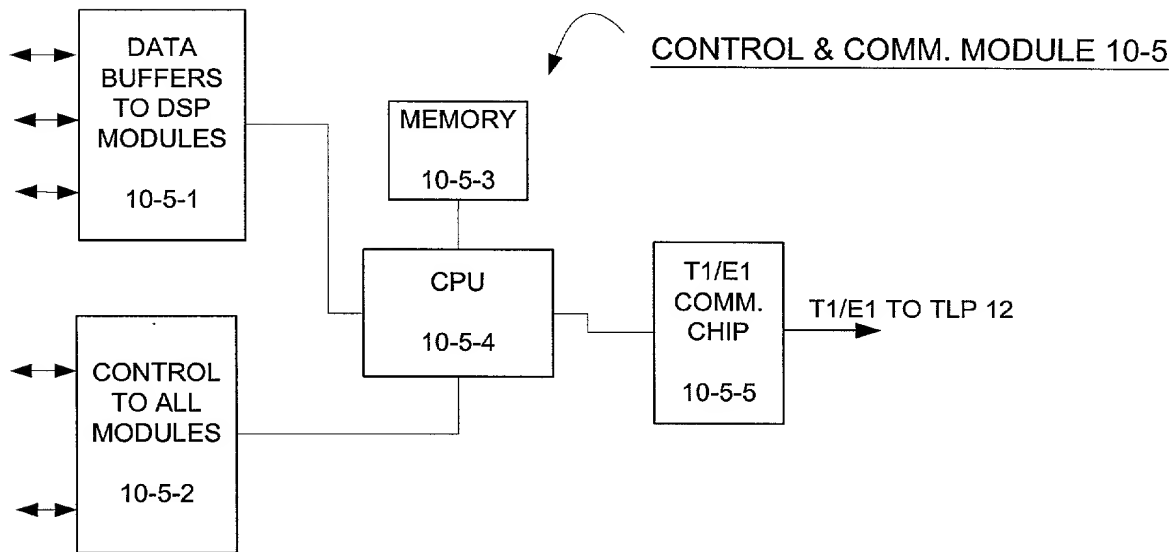 CONTROL & COMM. MODULE 10-5
DATA
BUFFERS
TO DSP
MODULES
10-5-1
MEMORY
10-5-3
CPU
10-5-4
T1/E1
COMM.
CHIP
10-5-5
T1/E1 TO TLP 12
CONTROL
TO ALL
MODULES
10-5-2